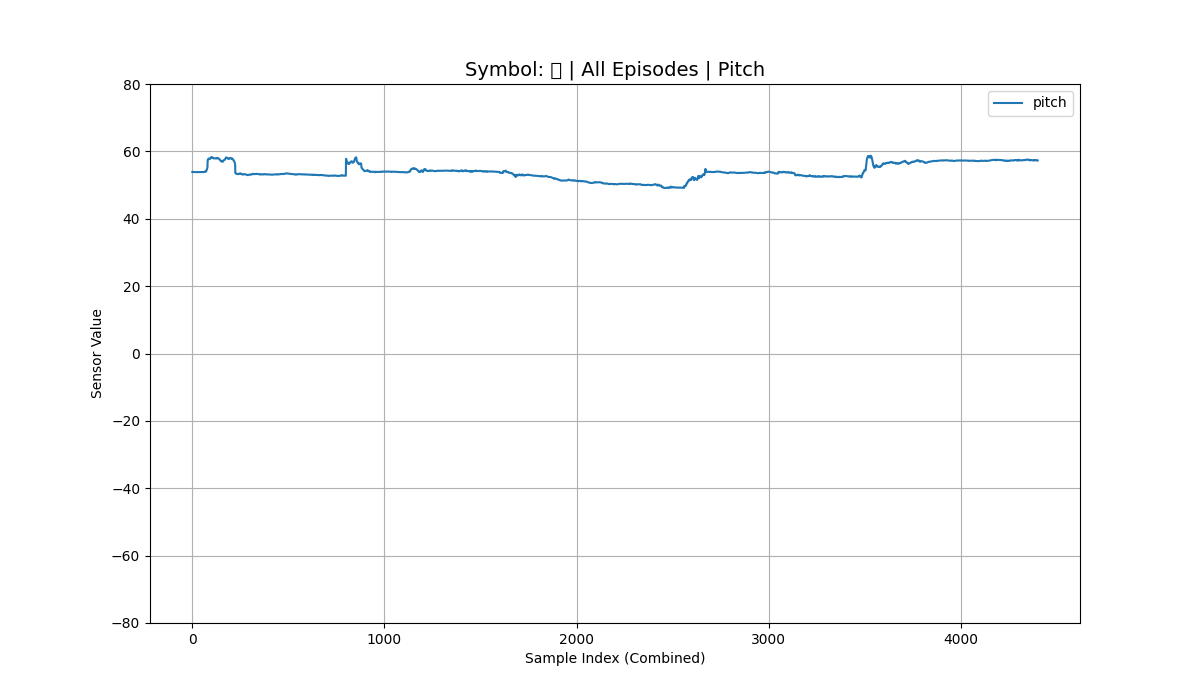 Symbol: | All Episodes | Pitch
pitch
80
60
40
20
0
−20
−40
−60
−80
Sensor Value
0 1000 2000 3000 4000
Sample Index (Combined)